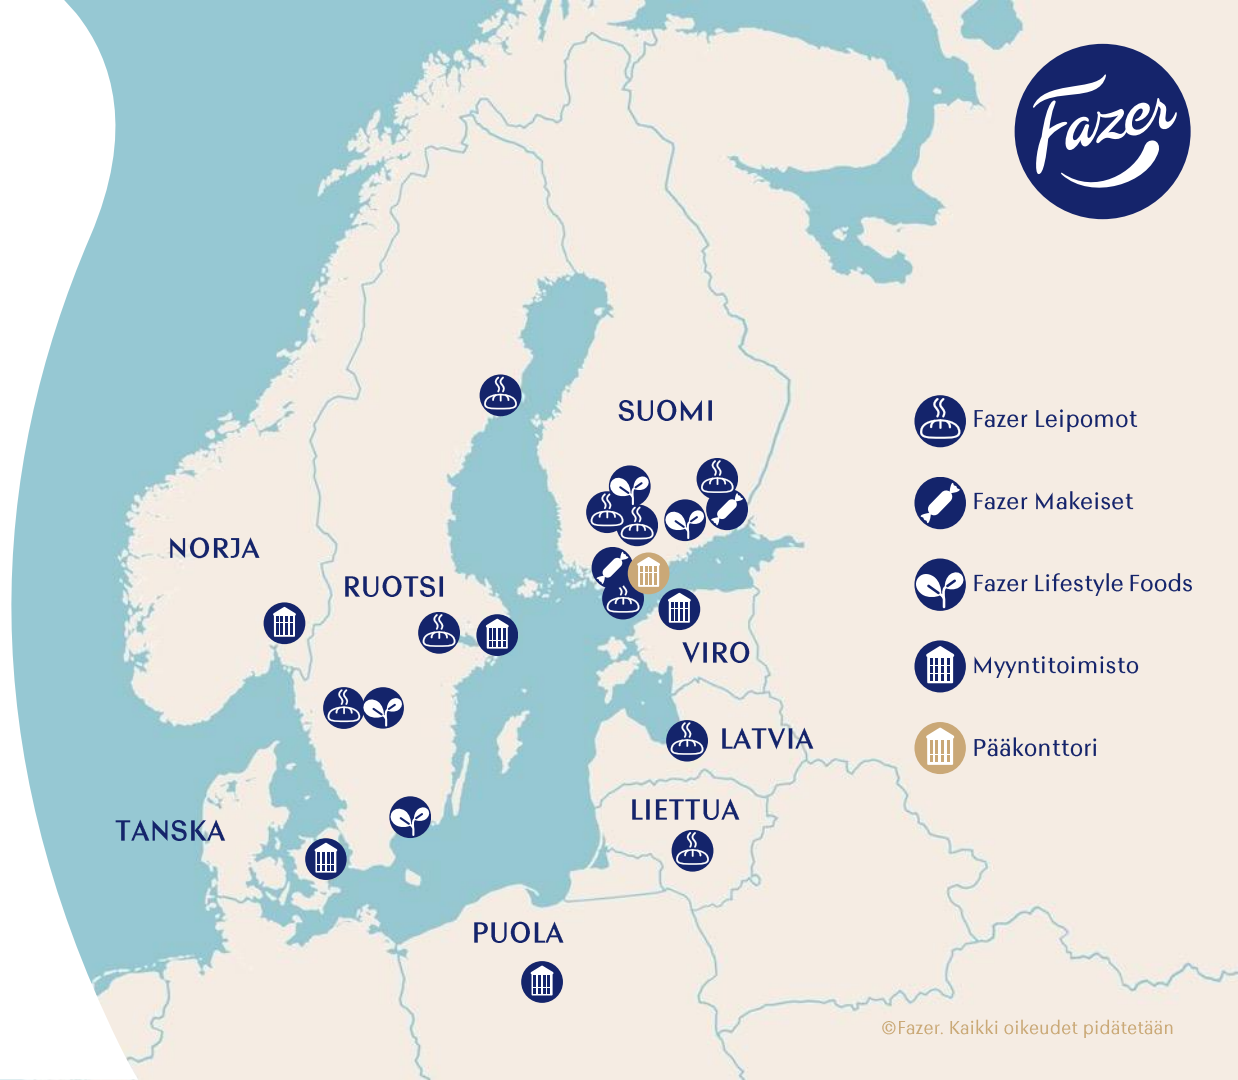 Fazer
SUOMI
Fazer Leipomot
Fazer Makeiset
NORJA
RUOTSI
Fazer Lifestyle Foods
VIRO
Myyntitoimisto
LATVIA
Pääkonttori
LIETTUA
TANSKA
PUOLA
©Fazer. Kaikki oikeudet pidätetään